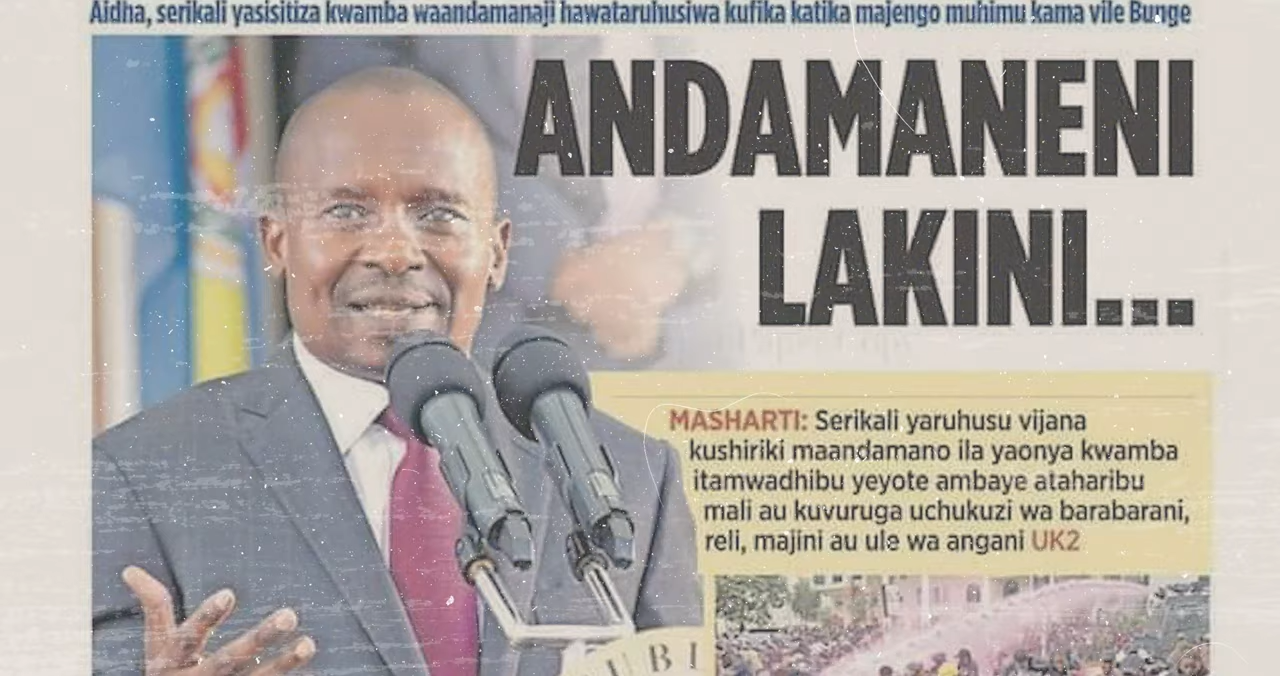 Aidha, serikali yasisitiza kwamba waandamanaji hawataruhusiwa kufika katika majengo muhimu kama vile Bunge
ANDAMANENI
LAKINI...
MASHARTI: Serikali yaruhusu vijana
kushiriki maandamano ila yaonya kwamba
itamwadhibu yeyote ambaye ataharibu
mali au kuvuruga uchukuzi wa barabarani,
reli, majini au ule wa angani UK2
UBI